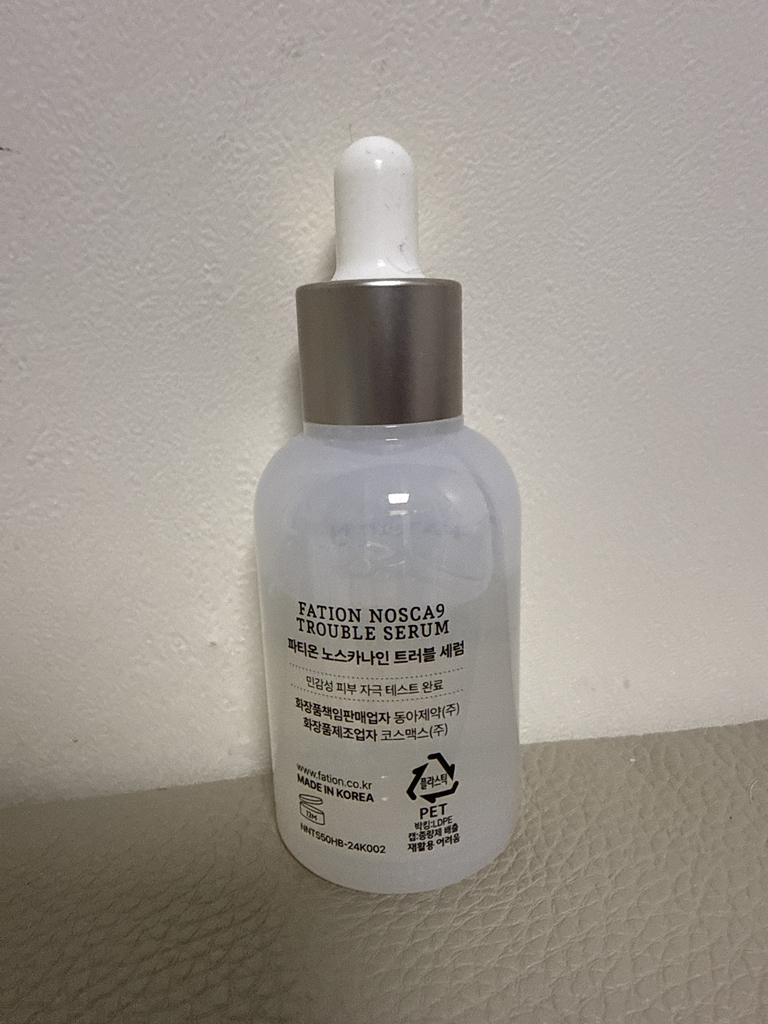 FATION NOSCA9
TROUBLE SERUM
파티온 노스카나인 트러블 세럼
민감성 피부 자극 테스트 완료
화장품책임판매업자 동아제약(주)
화장품제조업자 코스맥스(주)
www.fation.co.kr
MADE IN KOREA
12M
NNTS50HB-24K002
플라스틱
PET
박킹:LDPE
캡:종량제 배출
재활용 어려움